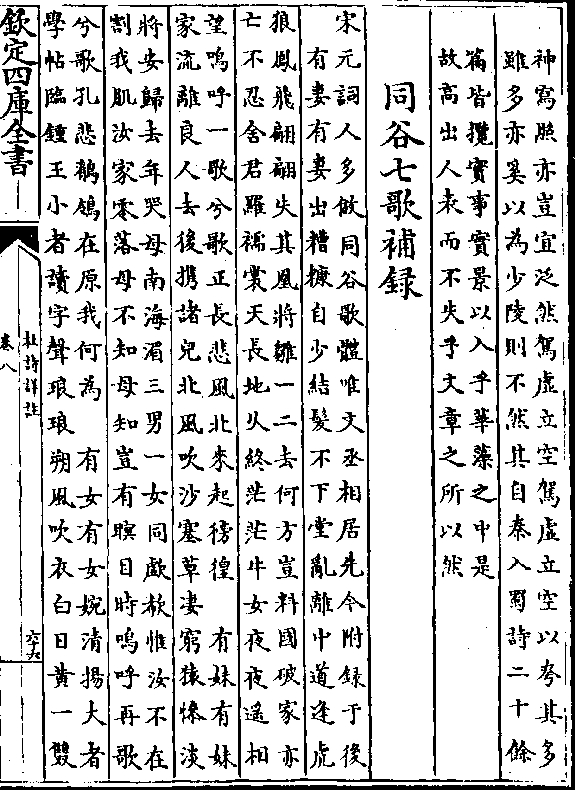 神寫照亦豈宜泛然駕虛立空駕虛立空以夸其多
雖多亦奚以為少陵則不然其自秦入蜀詩二十餘
篇皆攬實事實景以入乎華藻之中是
故高出人表而不失乎文章之所以然
同谷七歌補録
宋元詞人多倣同谷歌體唯文丞相居先今附録于後
有妻有妻出糟糠自少結髮不下堂亂離中道逢虎
狼鳳飛翩翩失其凰將雛一二去何方豈料國破家亦
亡不忍舍君羅襦裳天長地久終茫茫牛女夜夜遥相
望嗚呼一歌兮歌正長悲風北來起徬徨 有妹有妹
家流離良人去後携諸兒北風吹沙塞草凄窮猿慘淡
將安歸去年哭母南海湄三男一女同歔欷惟汝不在
割我肌汝家零落母不知母知豈有瞑目時嗚呼再歌
兮歌孔悲鶺鴒在原我何為 有女有女婉清揚大者
學帖臨鍾王小者讀字聲琅琅朔風吹衣白日黄一雙
欽定四庫全書
杜詩詳註
卷八
六十六